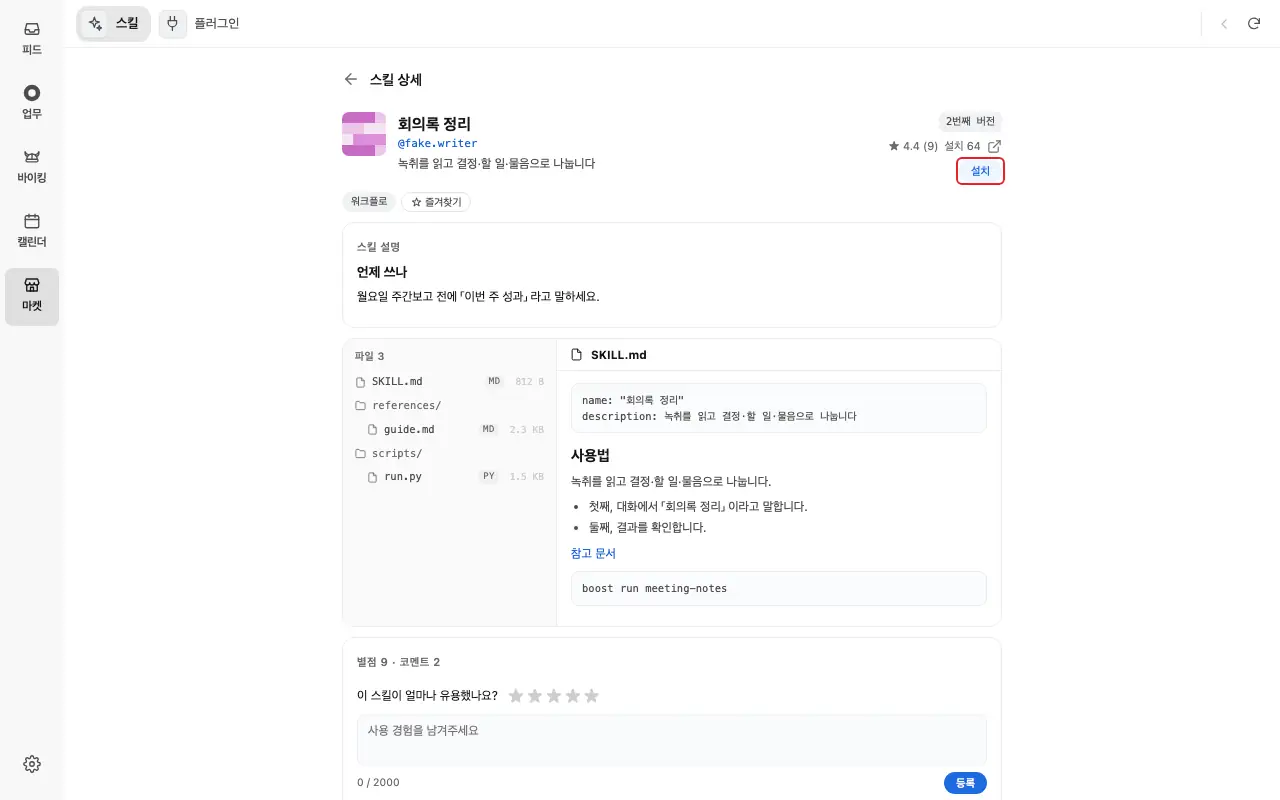 스킬
플러그인
피드
업무
바이킹
캘린더
마켓
스킬 상세
회의록 정리
@fake.writer
녹취를 읽고 결정·할 일·물음으로 나눕니다
2번째 버전
4.4 (9) 설치 64
설치
워크플로
즐겨찾기
스킬 설명
언제 쓰나
월요일 주간보고 전에 「이번 주 성과」 라고 말하세요.
파일 3
SKILL.md MD 812 B
references/
guide.md MD 2.3 KB
scripts/
run.py PY 1.5 KB
SKILL.md
name: "회의록 정리"
description: 녹취를 읽고 결정·할 일·물음으로 나눕니다
사용법
녹취를 읽고 결정·할 일·물음으로 나눕니다.
• 첫째, 대화에서 「회의록 정리」 이라고 말합니다.
• 둘째, 결과를 확인합니다.
참고 문서
boost run meeting-notes
별점 9 · 코멘트 2
이 스킬이 얼마나 유용했나요?
사용 경험을 남겨주세요
0 / 2000
등록